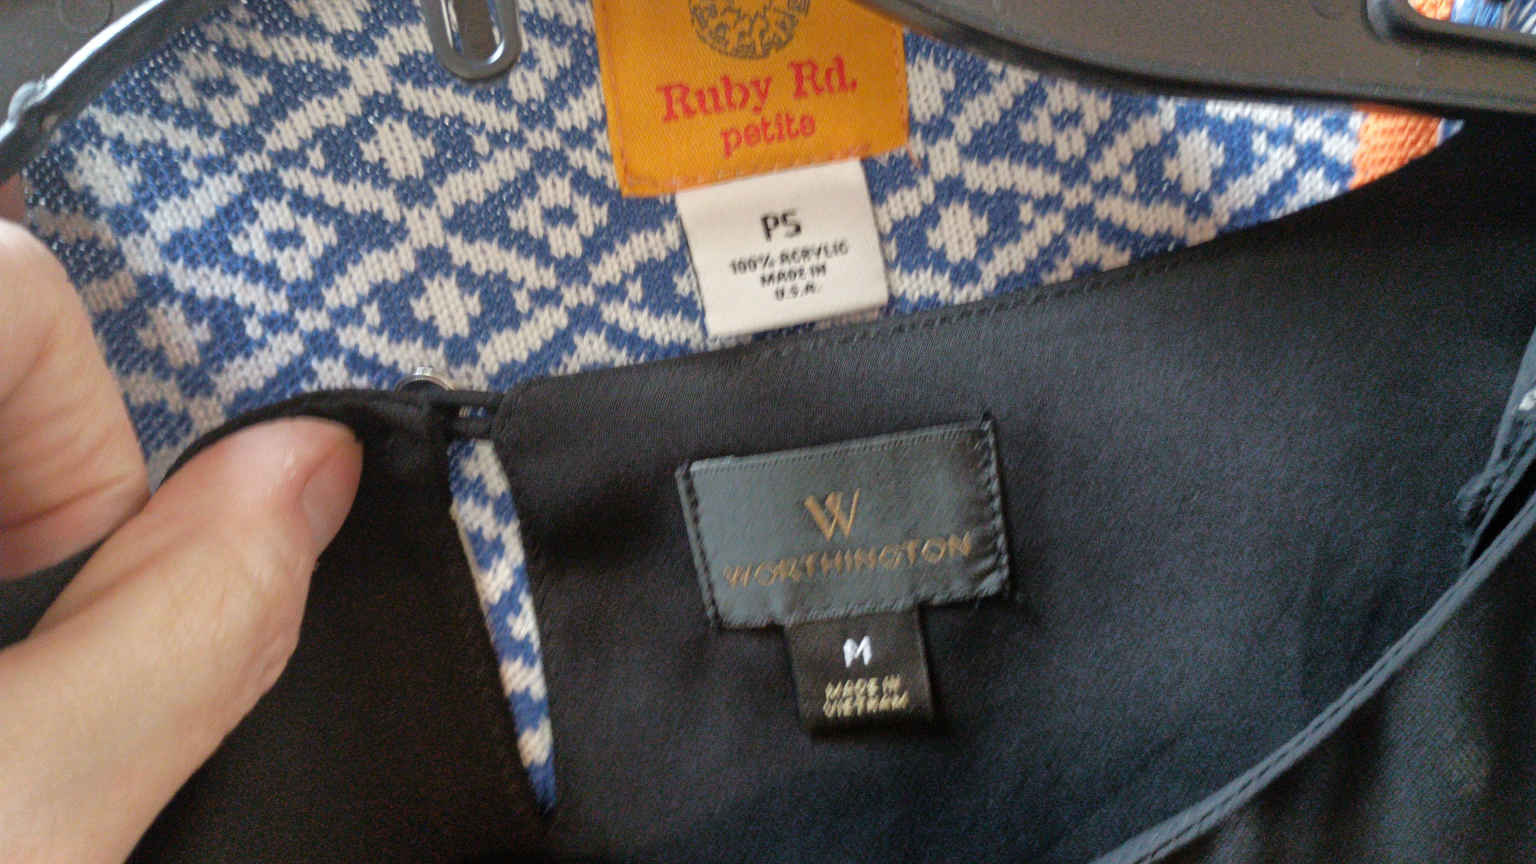 Ruby Rd.
petite
PS
100% ACRYLIC
MADE IN
U.S.A.
W
WORTHINGTON
M
MADE IN
VIETNAM